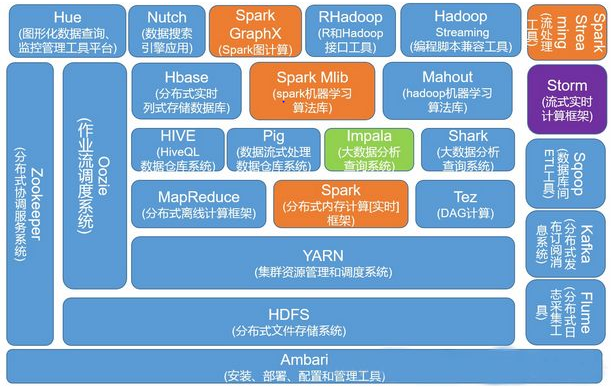 Hue
(图形化数据查询、
监控管理工具平台)
Nutch
(数据搜索
引擎应用)
Spark
GraphX
(Spark图计算)
RHadoop
(R和Hadoop
接口工具)
Hadoop
Streaming
(编程脚本兼容工具)
Spark
Strea
ming
(流处理
工具)
Zookeeper
(分布式协调服务系统)
Oozie
(作业流调度系统)
Hbase
(分布式实时
列式存储数据库)
Spark Mlib
(spark机器学习
算法库)
Mahout
(hadoop机器学习
算法库)
Storm
(流式实时
计算框架)
HIVE
(HiveQL
数据仓库系统)
Pig
(数据流式处理
数据仓库系统)
Impala
(大数据分析
查询系统)
Shark
(大数据分析
查询系统)
Sqoop
(数据库间
ETL工具)
MapReduce
(分布式离线计算框架)
Spark
(分布式内存计算[实时]
框架)
Tez
(DAG计算)
Kafka
(分布式发
布订阅消
息系统)
YARN
(集群资源管理和调度系统)
Flume
(分布式日
志采集工
具)
HDFS
(分布式文件存储系统)
Ambari
(安装、部署、配置和管理工具)